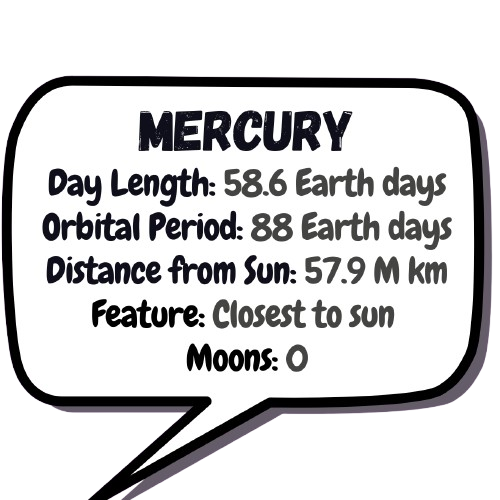 MERCURY
Day Length: 58.6 Earth days
Orbital Period: 88 Earth days
Distance from Sun: 57.9 M km
Feature: Closest to sun
Moons: 0